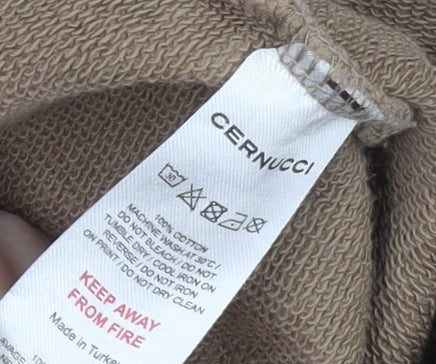 CERNUCCI
30
100% COTTON
MACHINE WASH AT 30°C /
DO NOT BLEACH / DO NOT
TUMBLE DRY / COOL IRON ON
REVERSE / DO NOT IRON
ON PRINT / DO NOT DRY CLEAN
KEEP AWAY
FROM FIRE
Made in Turkey